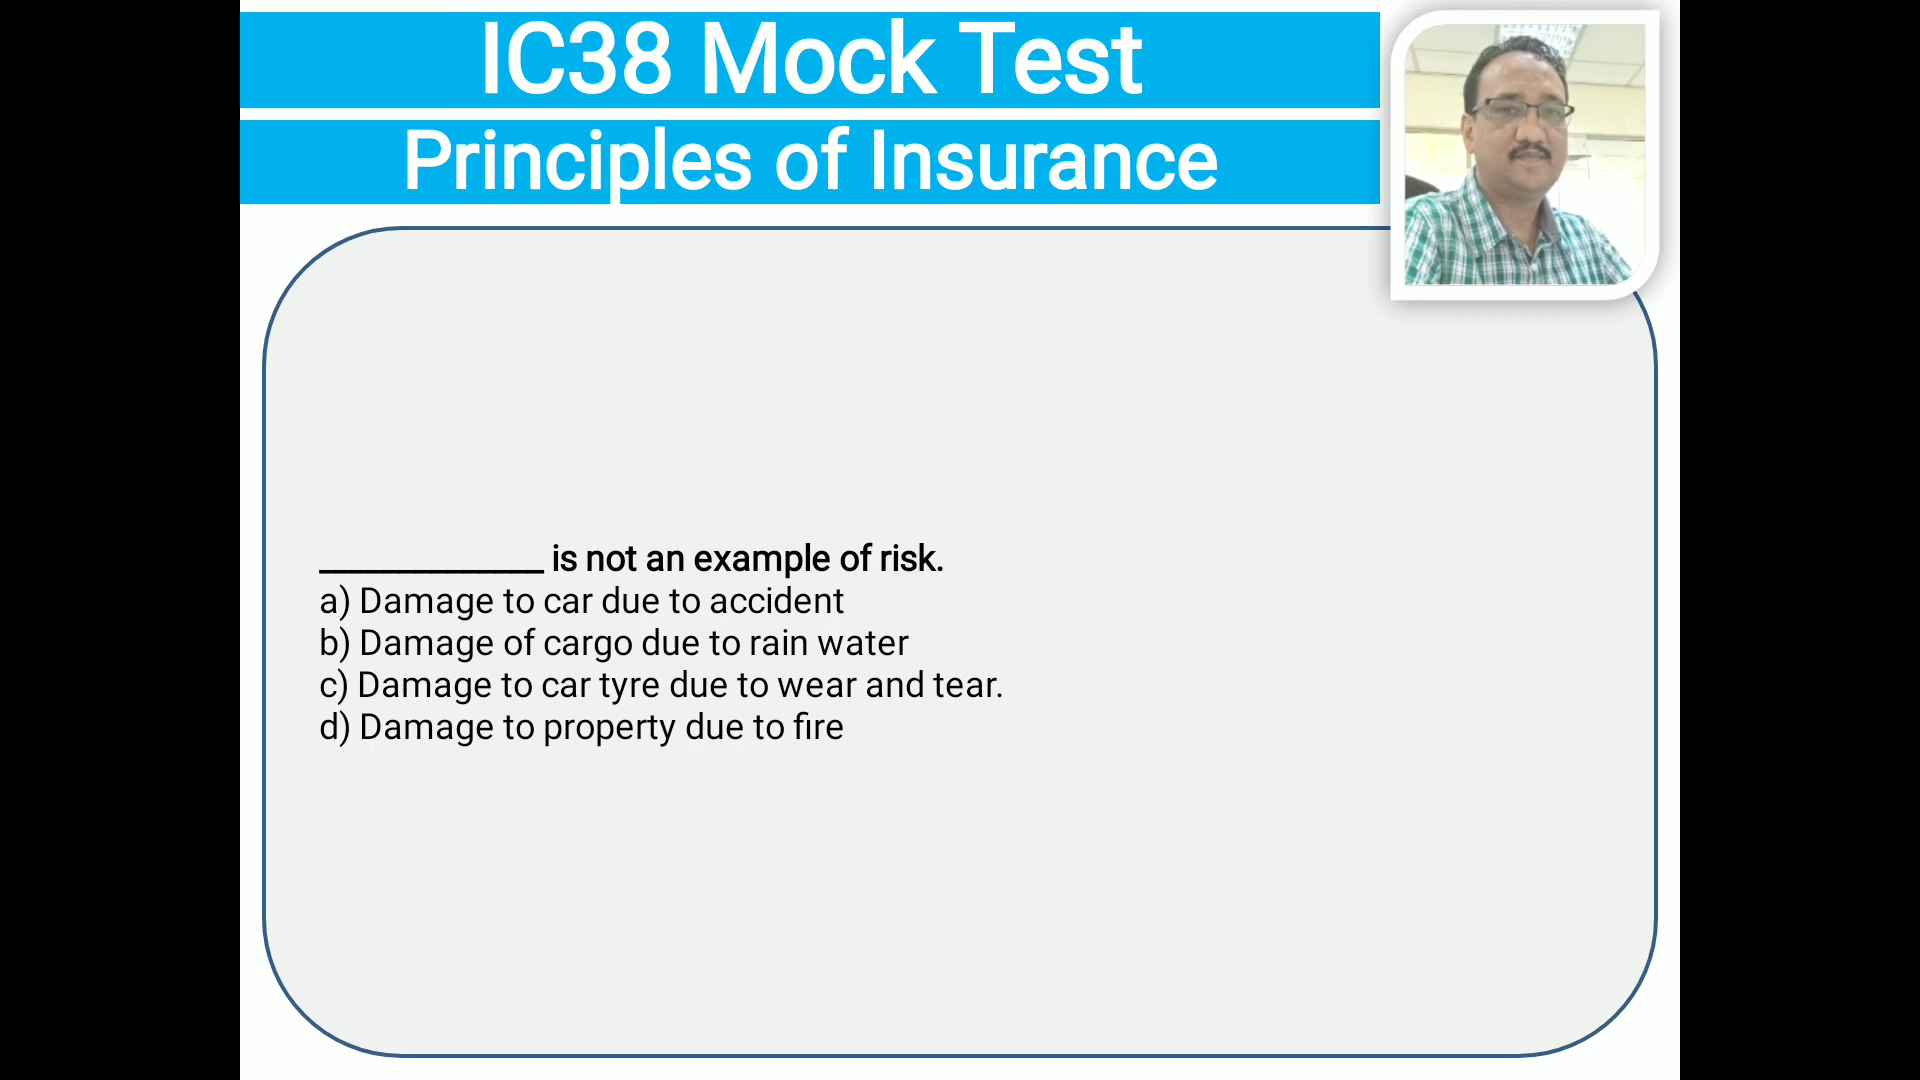 IC38 Mock Test
Principles of Insurance
______________ is not an example of risk.
a) Damage to car due to accident
b) Damage of cargo due to rain water
c) Damage to car tyre due to wear and tear.
d) Damage to property due to fire